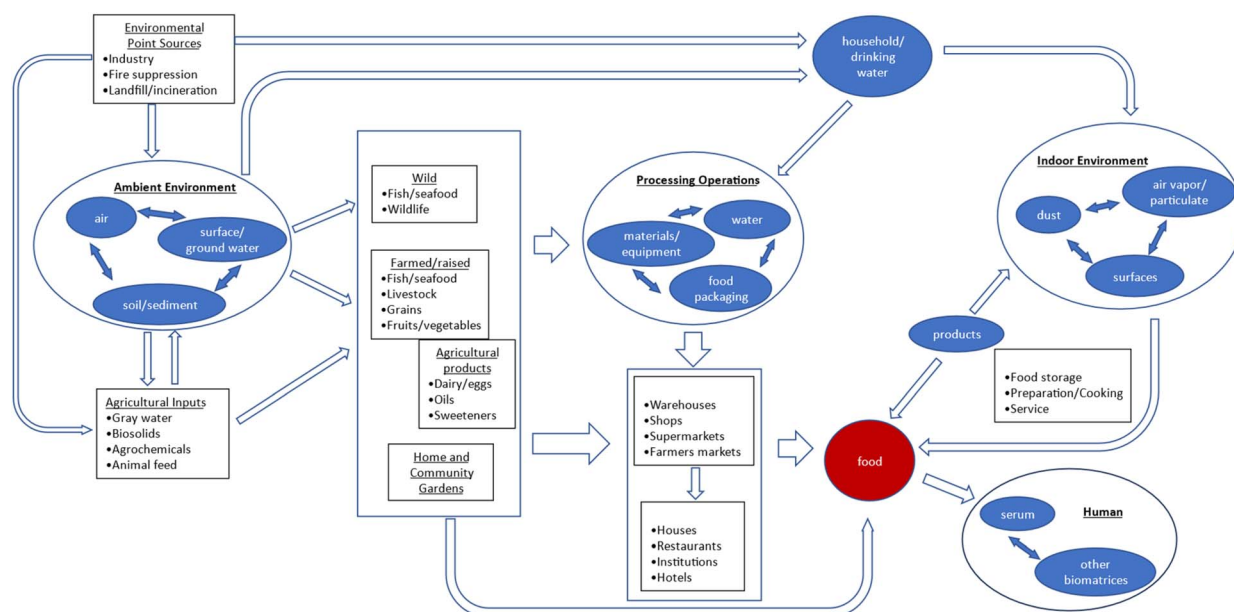 Environmental
Point Sources
•Industry
•Fire suppression
•Landfill/incineration
household/
drinking
water
Ambient Environment
air
surface/
ground water
soil/sediment
Agricultural Inputs
•Gray water
•Biosolids
•Agrochemicals
•Animal feed
Wild
•Fish/seafood
•Wildlife
Farmed/raised
•Fish/seafood
•Livestock
•Grains
•Fruits/vegetables
Agricultural
products
•Dairy/eggs
•Oils
•Sweeteners
Home and
Community
Gardens
Processing Operations
water
materials/
equipment
food
packaging
•Warehouses
•Shops
•Supermarkets
•Farmers markets
•Houses
•Restaurants
•Institutions
•Hotels
Indoor Environment
air vapor/
particulate
dust
surfaces
products
•Food storage
•Preparation/Cooking
•Service
food
Human
serum
other
biomatrices